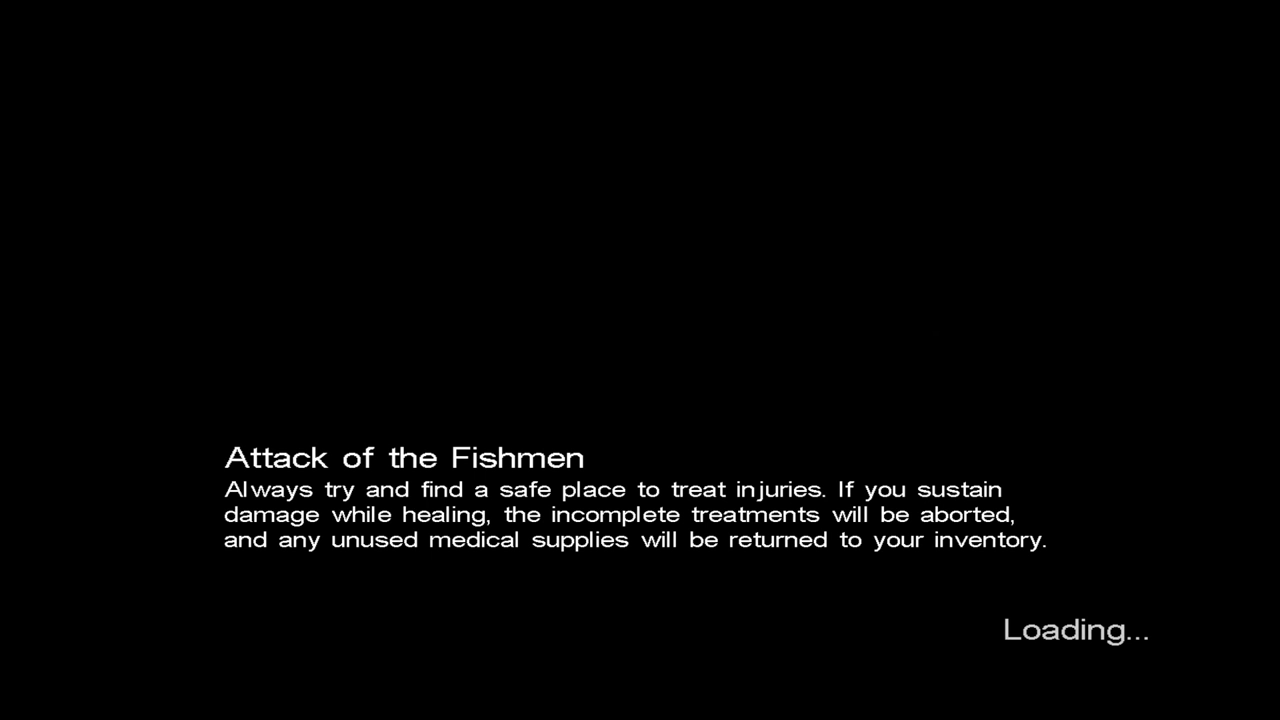 Attack of the Fishmen
Always try and find a safe place to treat injuries. If you sustain
damage while healing, the incomplete treatments will be aborted,
and any unused medical supplies will be returned to your inventory.
Loading...